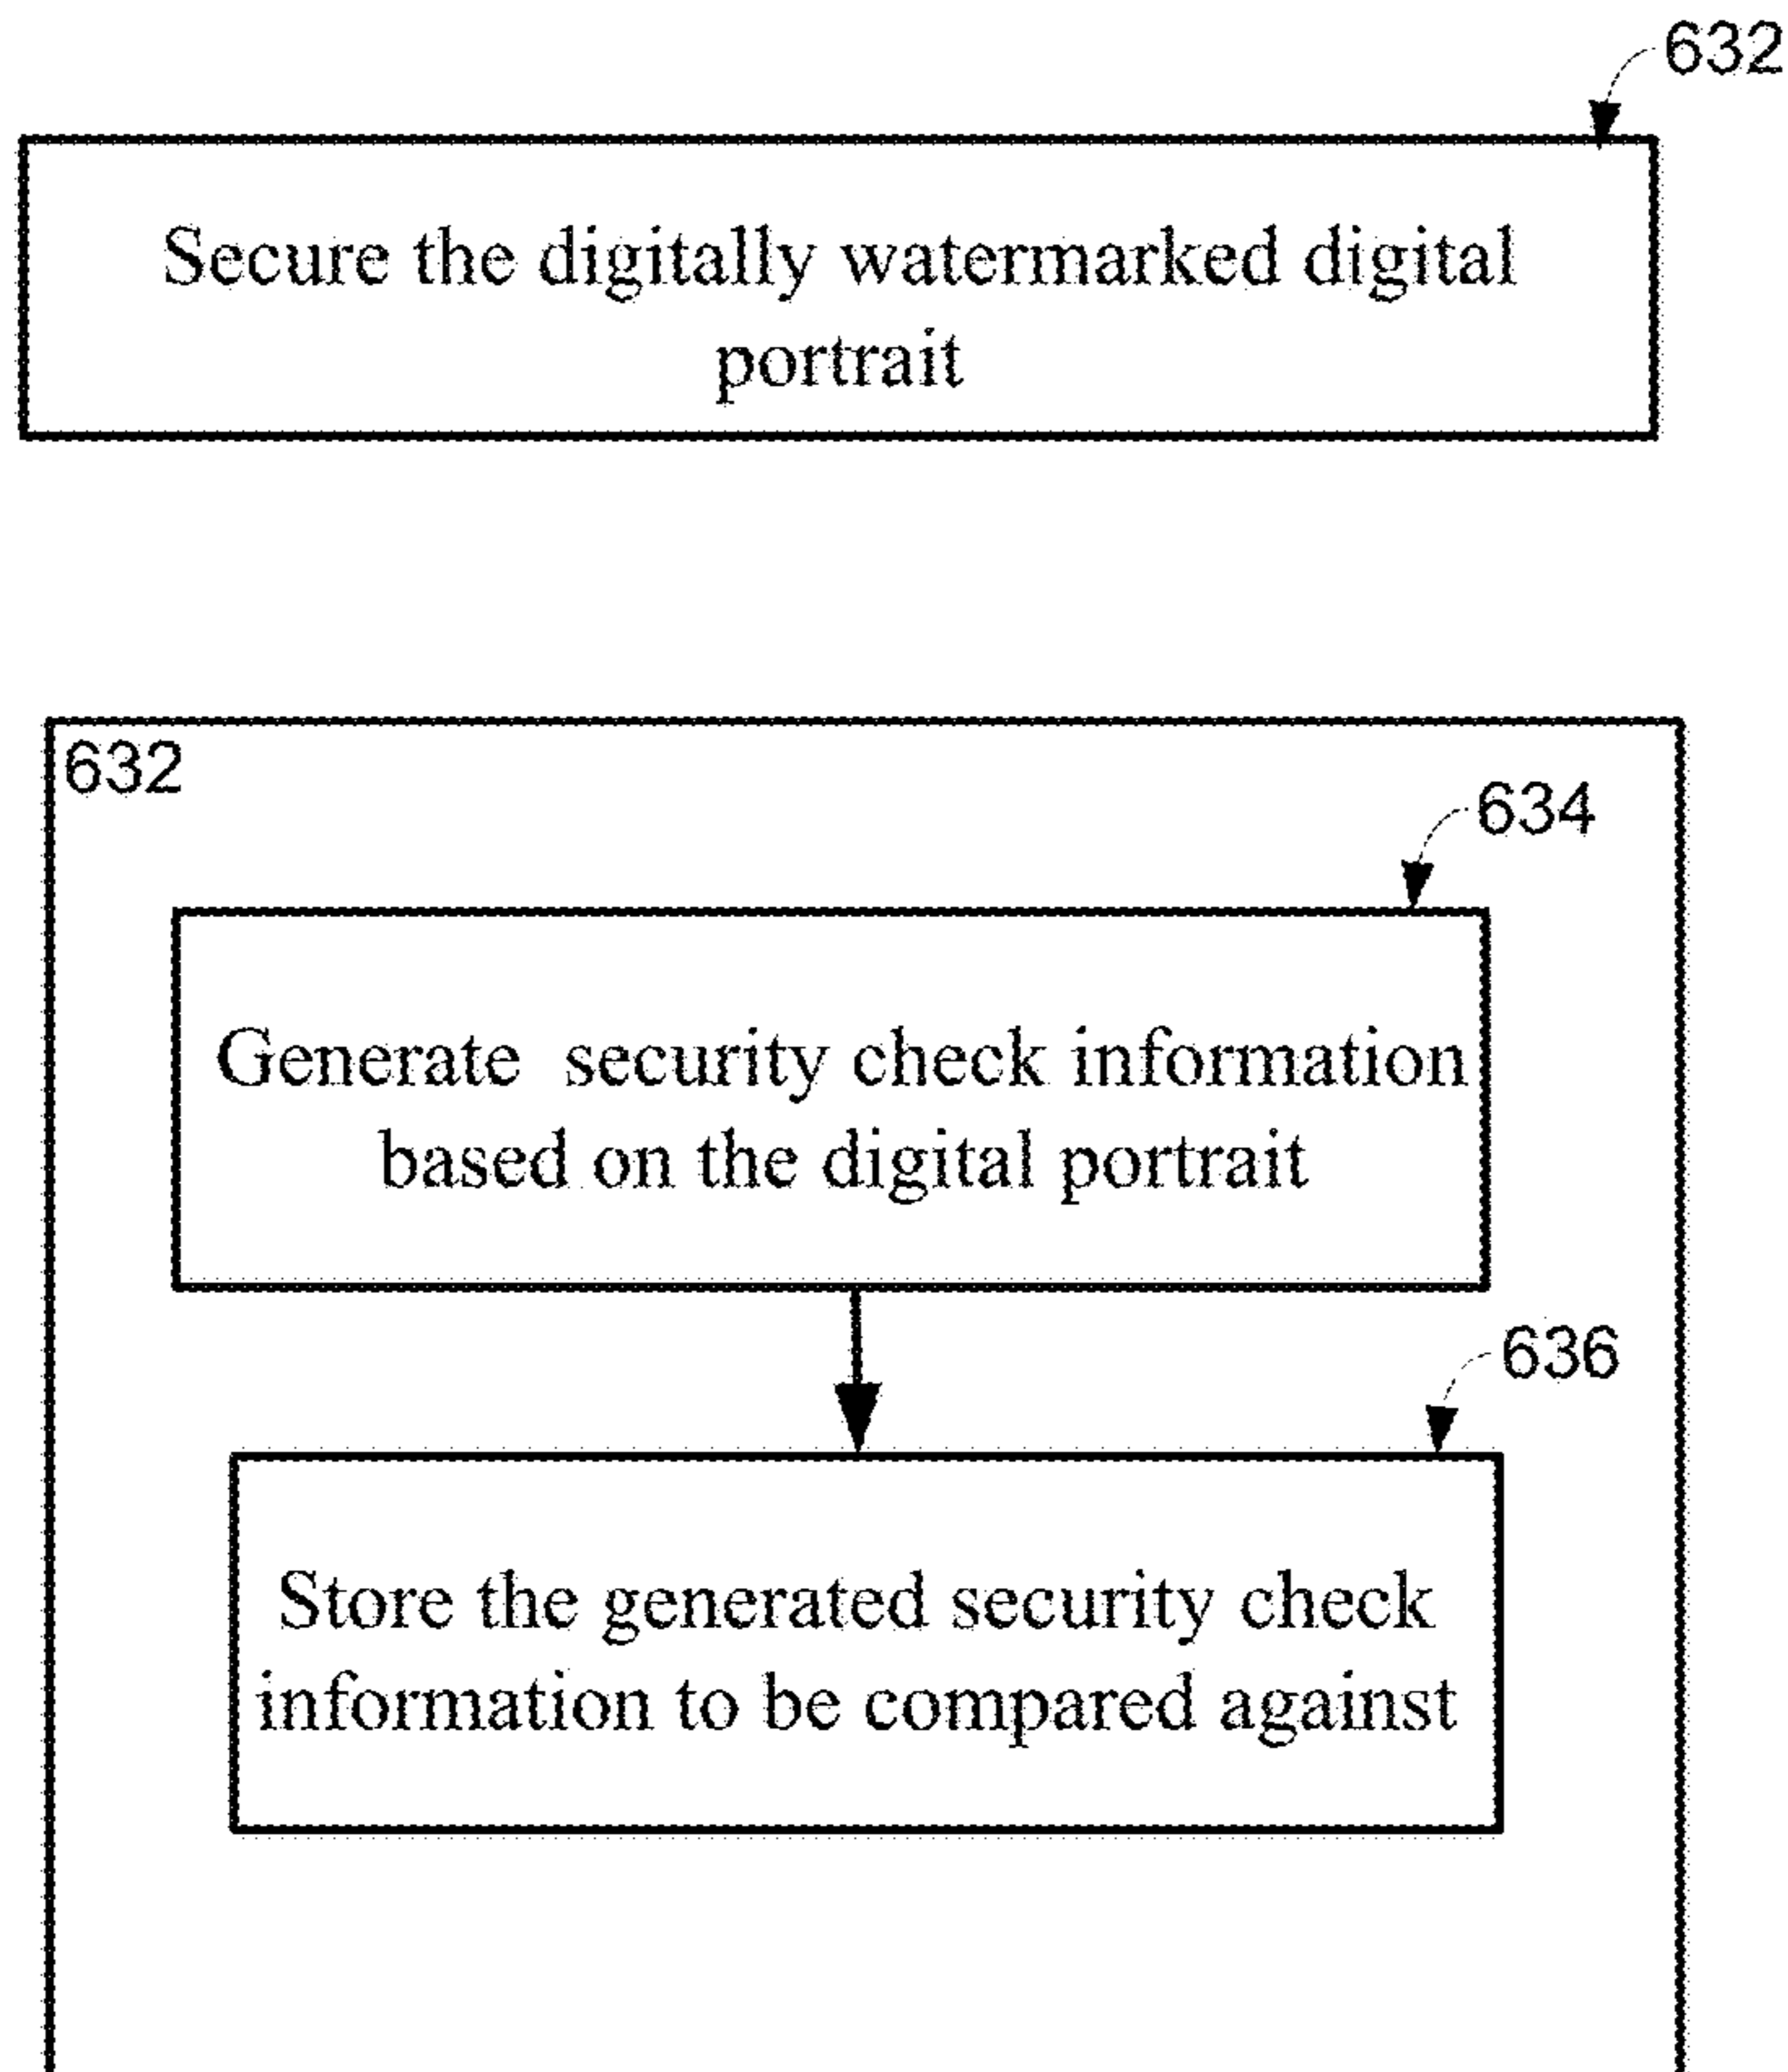 632
Secure the digitally watermarked digital
portrait
632
634
Generate security check information
based on the digital portrait
636
Store the generated security check
information to be compared against